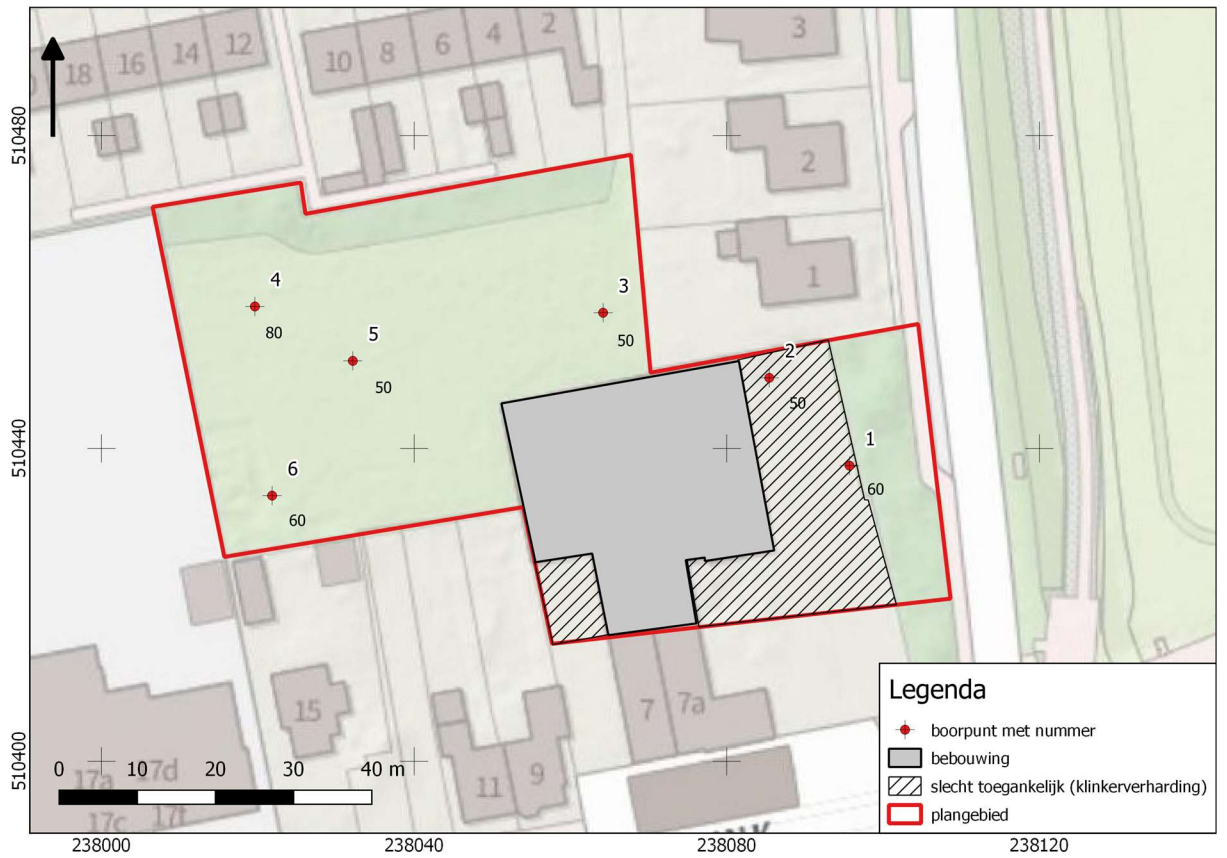 18 16 14 12
10 8 6 4 2
3
510480
2
1
4
80
3
50
5
50
2
50
510440
1
60
6
60
15
7 7a
11 9
17a 17d
17c 17f
510400
0 10 20 30 40 m
Legenda
boorpunt met nummer
bebouwing
slecht toegankelijk (klinkerverharding)
plangebied
238000 238040 238080 238120